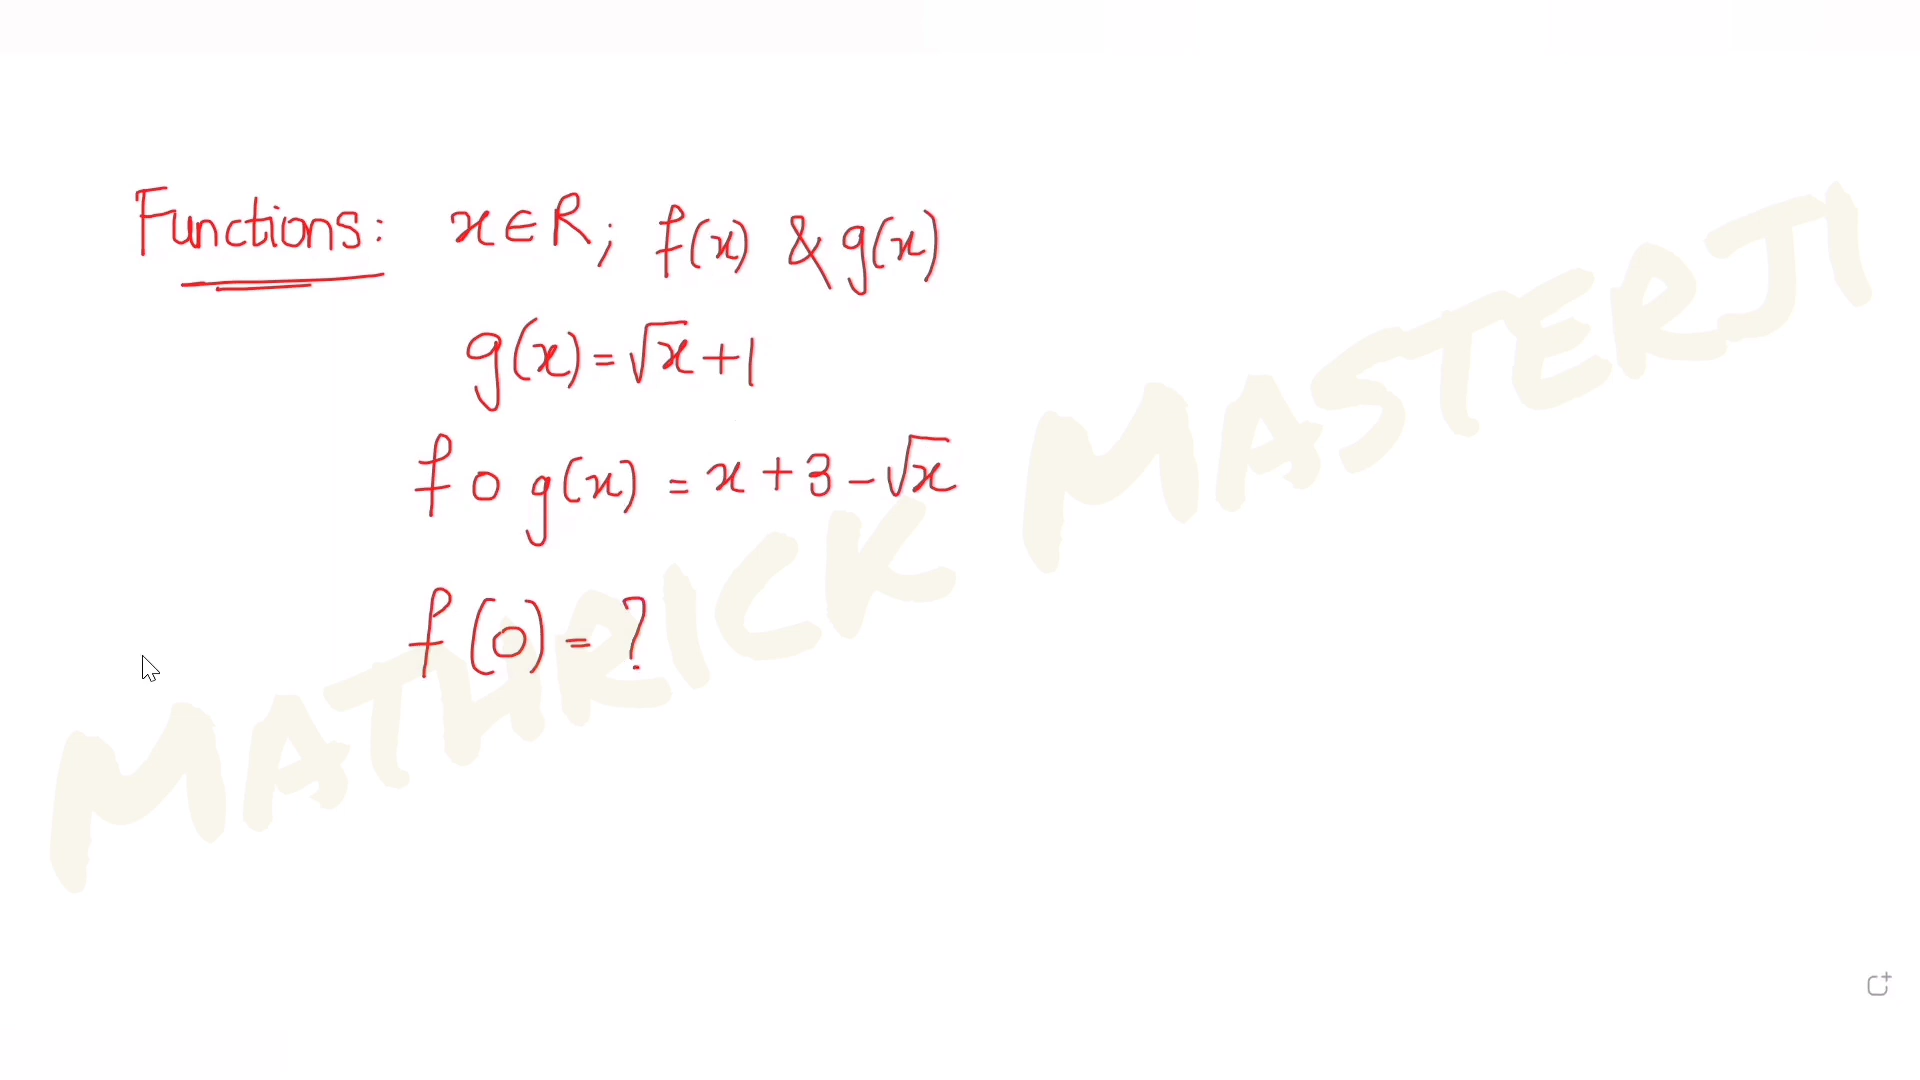 Functions: x∈R; f(x) & g(x)
g(x)=√x+1
f o g(x) = x+3-√x
f(0)= ?
MATHRICK MASTERJI